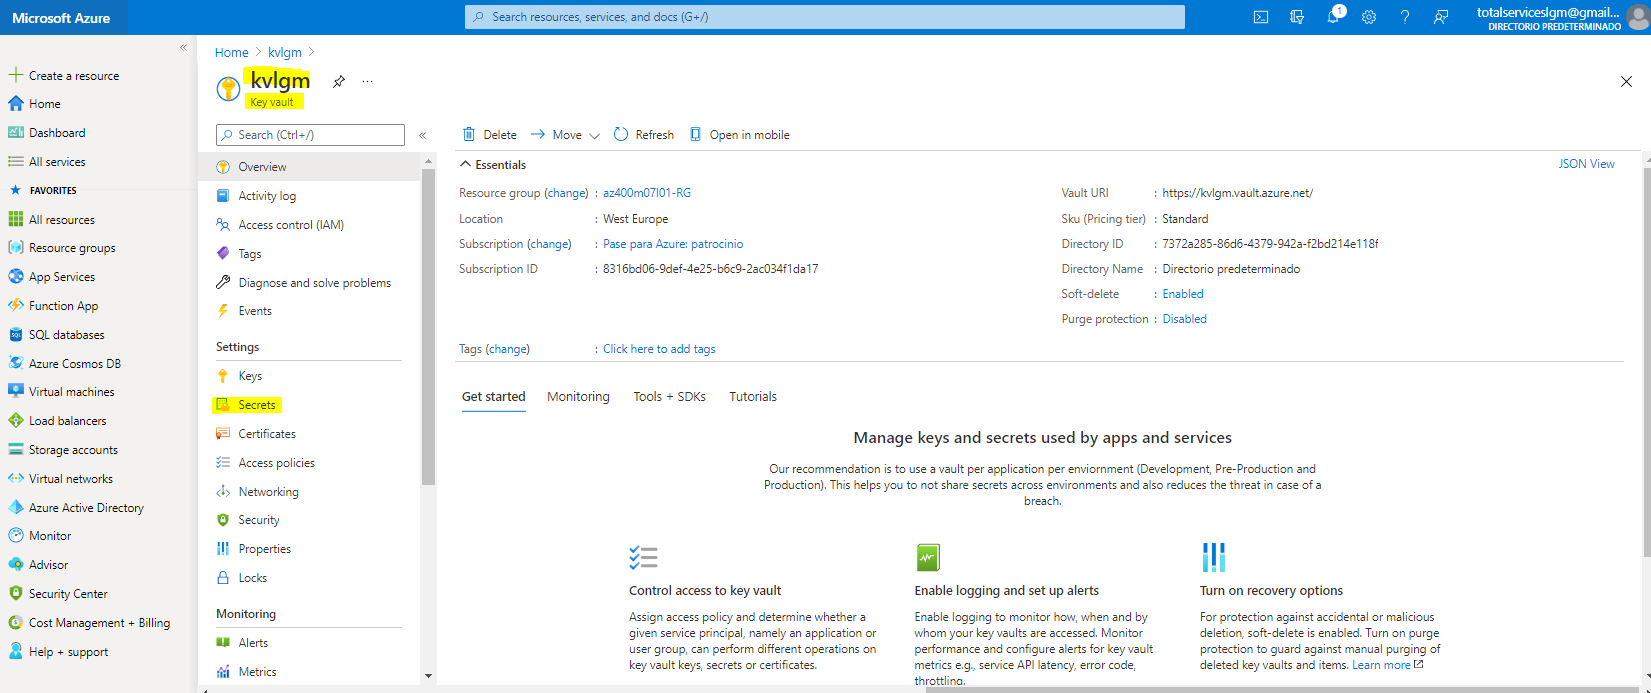 Microsoft Azure
Search resources, services, and docs (G+/)
1
totalserviceslgm@gmail...
DIRECTORIO PREDETERMINADO
«
Create a resource
Home
Dashboard
All services
FAVORITES
All resources
Resource groups
App Services
Function App
SQL databases
Azure Cosmos DB
Virtual machines
Load balancers
Storage accounts
Virtual networks
Azure Active Directory
Monitor
Advisor
Security Center
Cost Management + Billing
Help + support
Home > kvlgm >
kvlgm
...
Key vault
Search (Ctrl+/)
«
Overview
Activity log
Access control (IAM)
Tags
Diagnose and solve problems
Events
Settings
Keys
Secrets
Certificates
Access policies
Networking
Security
Properties
Locks
Monitoring
Alerts
Metrics
Delete Move Refresh Open in mobile
Essentials
JSON View
Resource group (change) : az400m07l01-RG
Location : West Europe
Subscription (change) : Pase para Azure: patrocinio
Subscription ID : 8316bd06-9def-4e25-b6c9-2ac034f1da17
Vault URI : https://kvlgm.vault.azure.net/
Sku (Pricing tier) : Standard
Directory ID : 7372a285-86d6-4379-942a-f2bd214e118f
Directory Name : Directorio predeterminado
Soft-delete : Enabled
Purge protection : Disabled
Tags (change) : Click here to add tags
Get started Monitoring Tools + SDKs Tutorials
Manage keys and secrets used by apps and services
Our recommendation is to use a vault per application per enviornment (Development, Pre-Production and
Production). This helps you to not share secrets across environments and also reduces the threat in case of a
breach.
Control access to key vault
Assign access policy and determine whether a
given service principal, namely an application or
user group, can perform different operations on
key vault keys, secrets or certificates.
Enable logging and set up alerts
Enable logging to monitor how, when and by
whom your key vaults are accessed. Monitor
performance and configure alerts for key vault
metrics e.g., service API latency, error code,
throttling.
Turn on recovery options
For protection against accidental or malicious
deletion, soft-delete is enabled. Turn on purge
protection to guard against manual purging of
deleted key vaults and items. Learn more